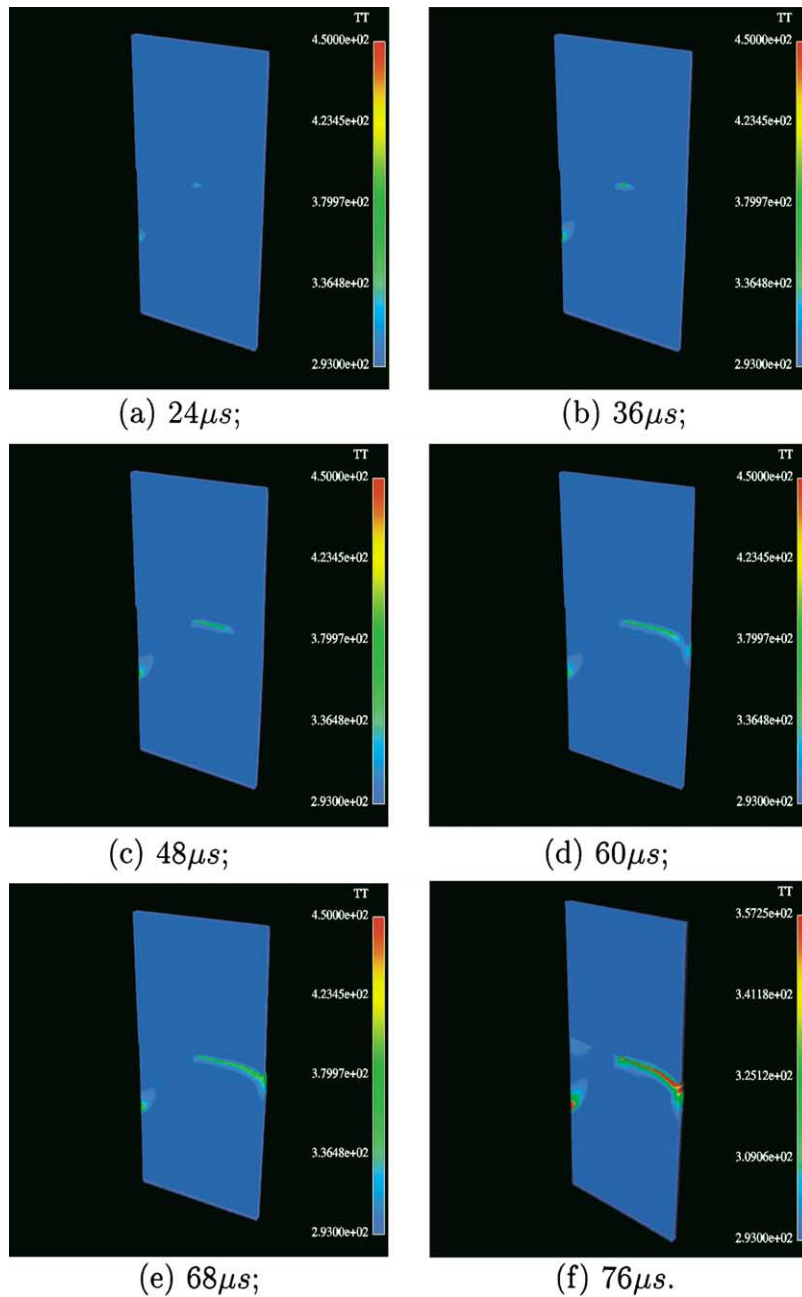 TT
4.5000e+02
4.2345e+02
3.7997e+02
3.3648e+02
2.9300e+02
(a) 24μs;
TT
4.5000e+02
4.2345e+02
3.7997e+02
3.3648e+02
2.9300e+02
(b) 36μs;
TT
4.5000e+02
4.2345e+02
3.7997e+02
3.3648e+02
2.9300e+02
(c) 48μs;
TT
4.5000e+02
4.2345e+02
3.7997e+02
3.3648e+02
2.9300e+02
(d) 60μs;
TT
4.5000e+02
4.2345e+02
3.7997e+02
3.3648e+02
2.9300e+02
(e) 68μs;
TT
3.5725e+02
3.4118e+02
3.2512e+02
3.0906e+02
2.9300e+02
(f) 76μs.